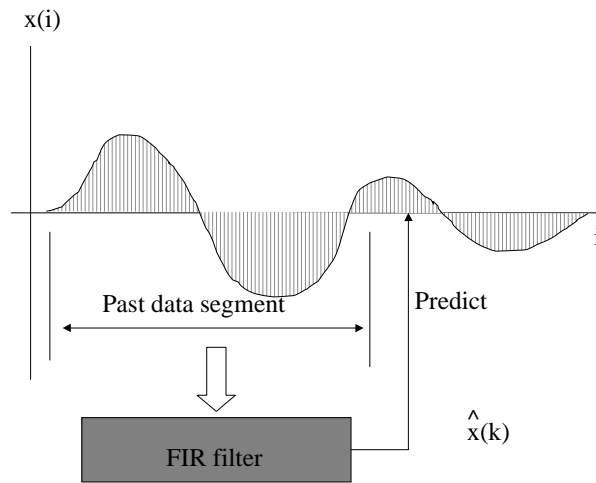 x(i)
i
Past data segment
Predict
x̂(k)
FIR filter